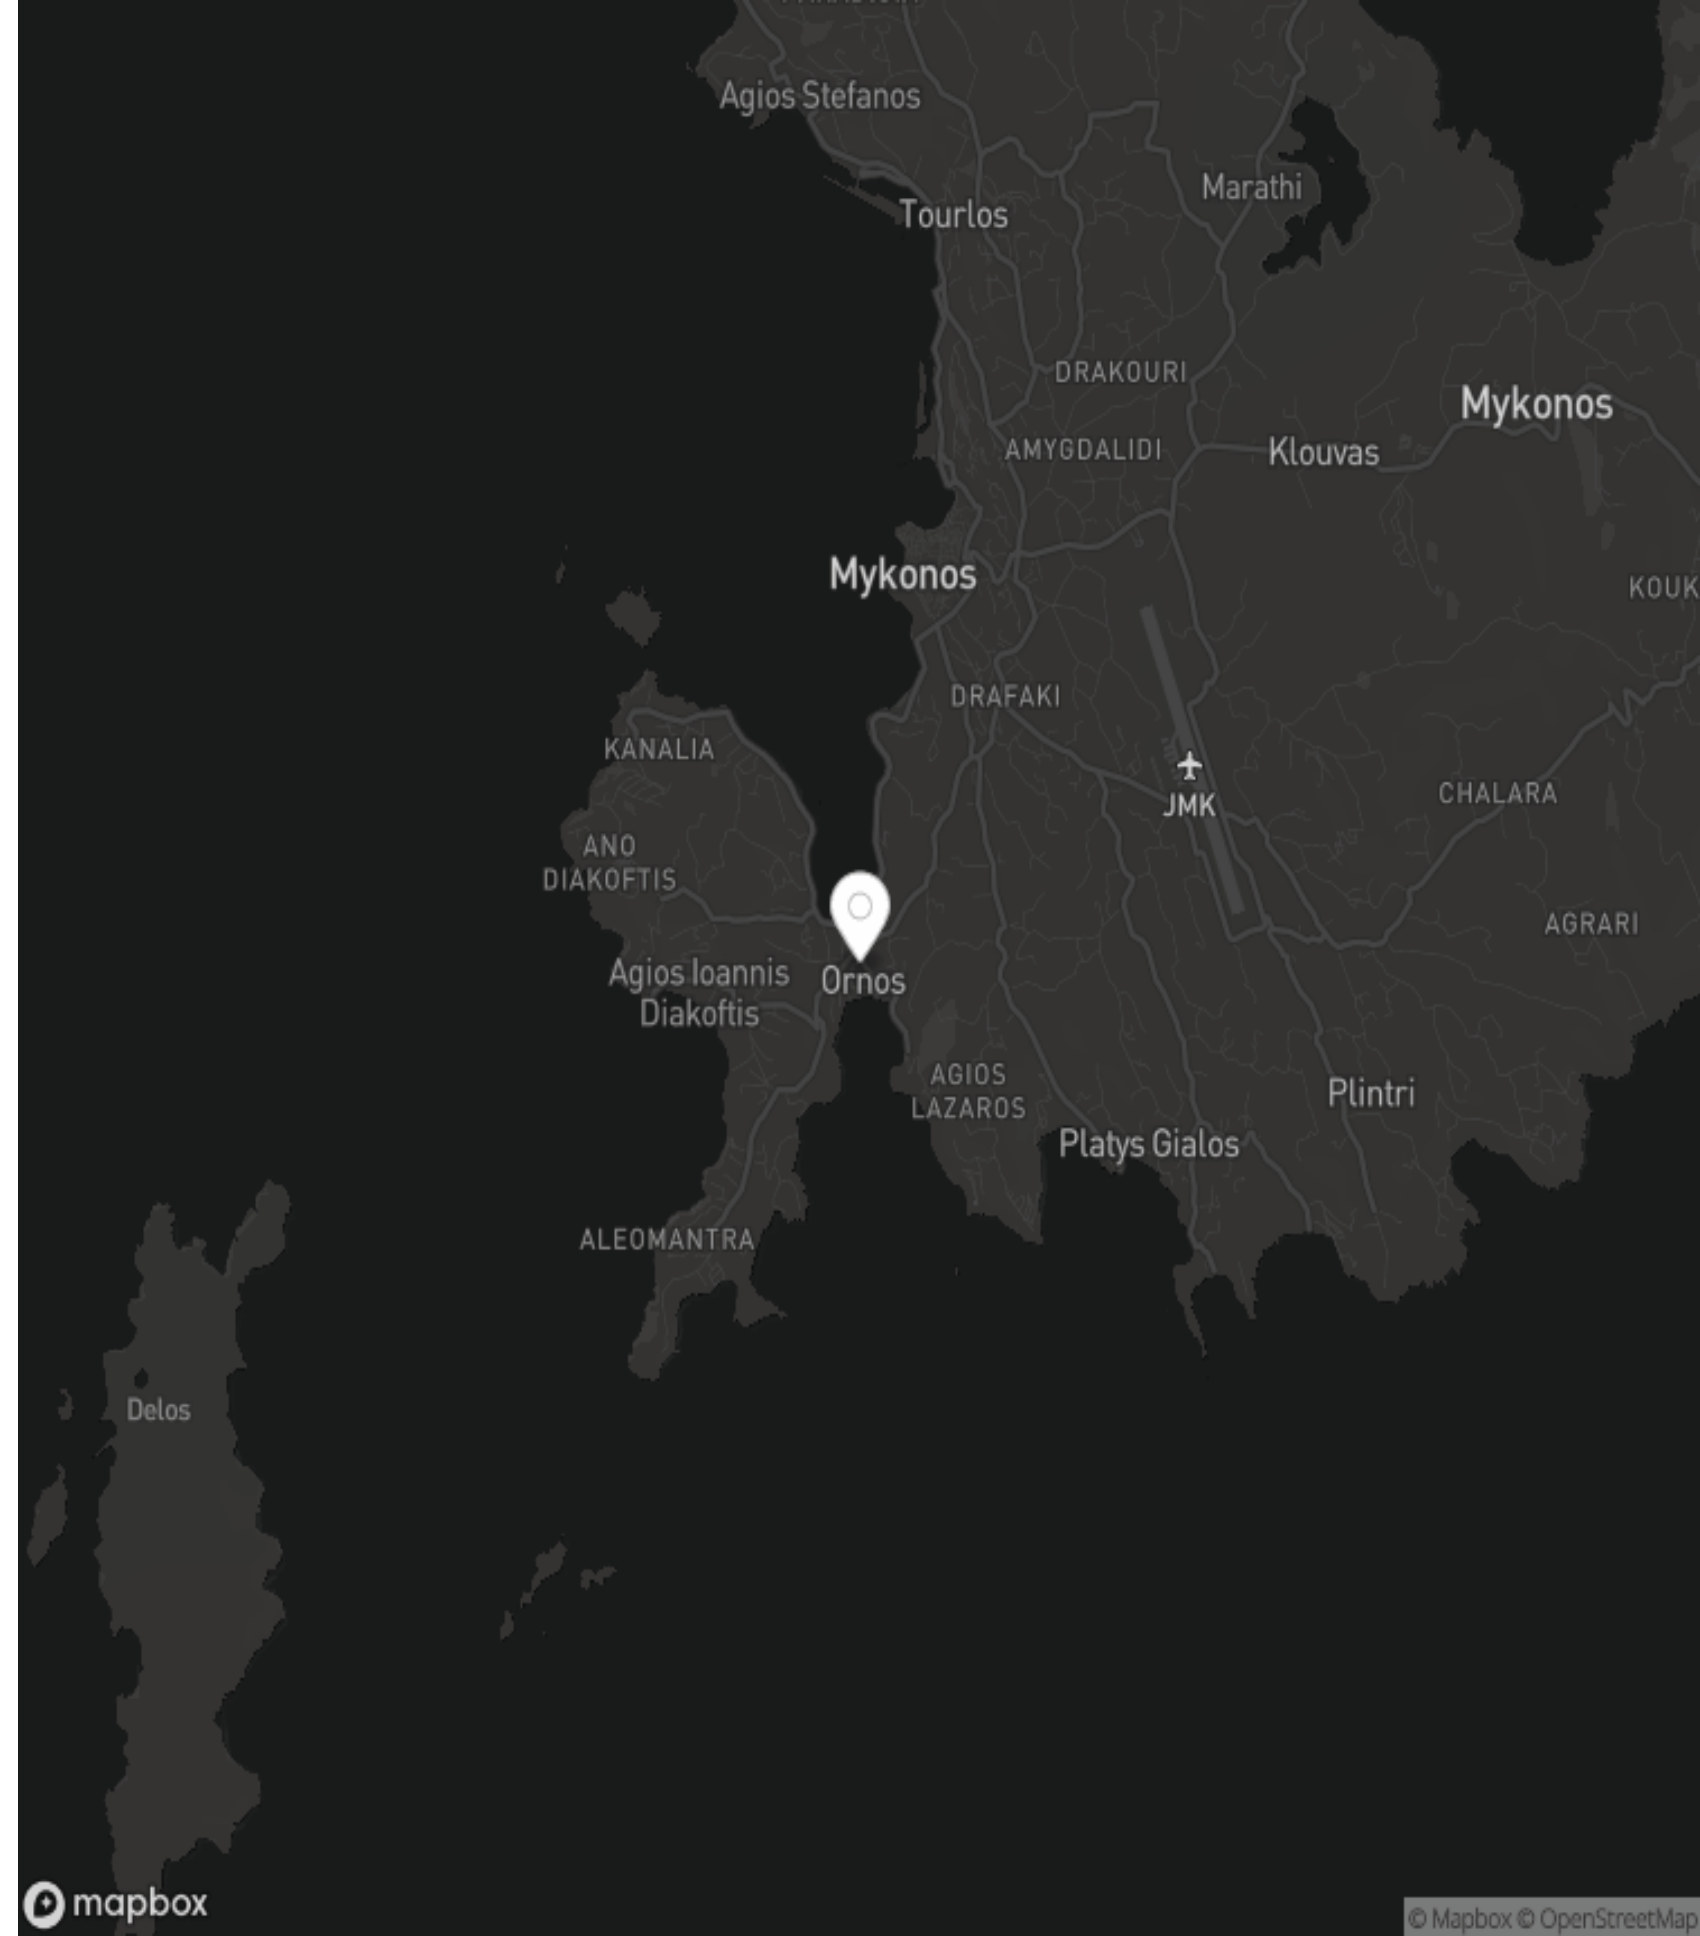 Agios Stefanos
Marathi
Tourlos
DRAKOURI
Mykonos
AMYGDALIDI
Klouvas
Mykonos
KOUK
DRAFAKI
KANALIA
JMK
CHALARA
ANO
DIAKOFTIS
AGRARI
Agios Ioannis
Diakoftis
Ornos
AGIOS
LAZAROS
Plintri
Platys Gialos
ALEOMANTRA
Delos
mapbox
© Mapbox © OpenStreetMap